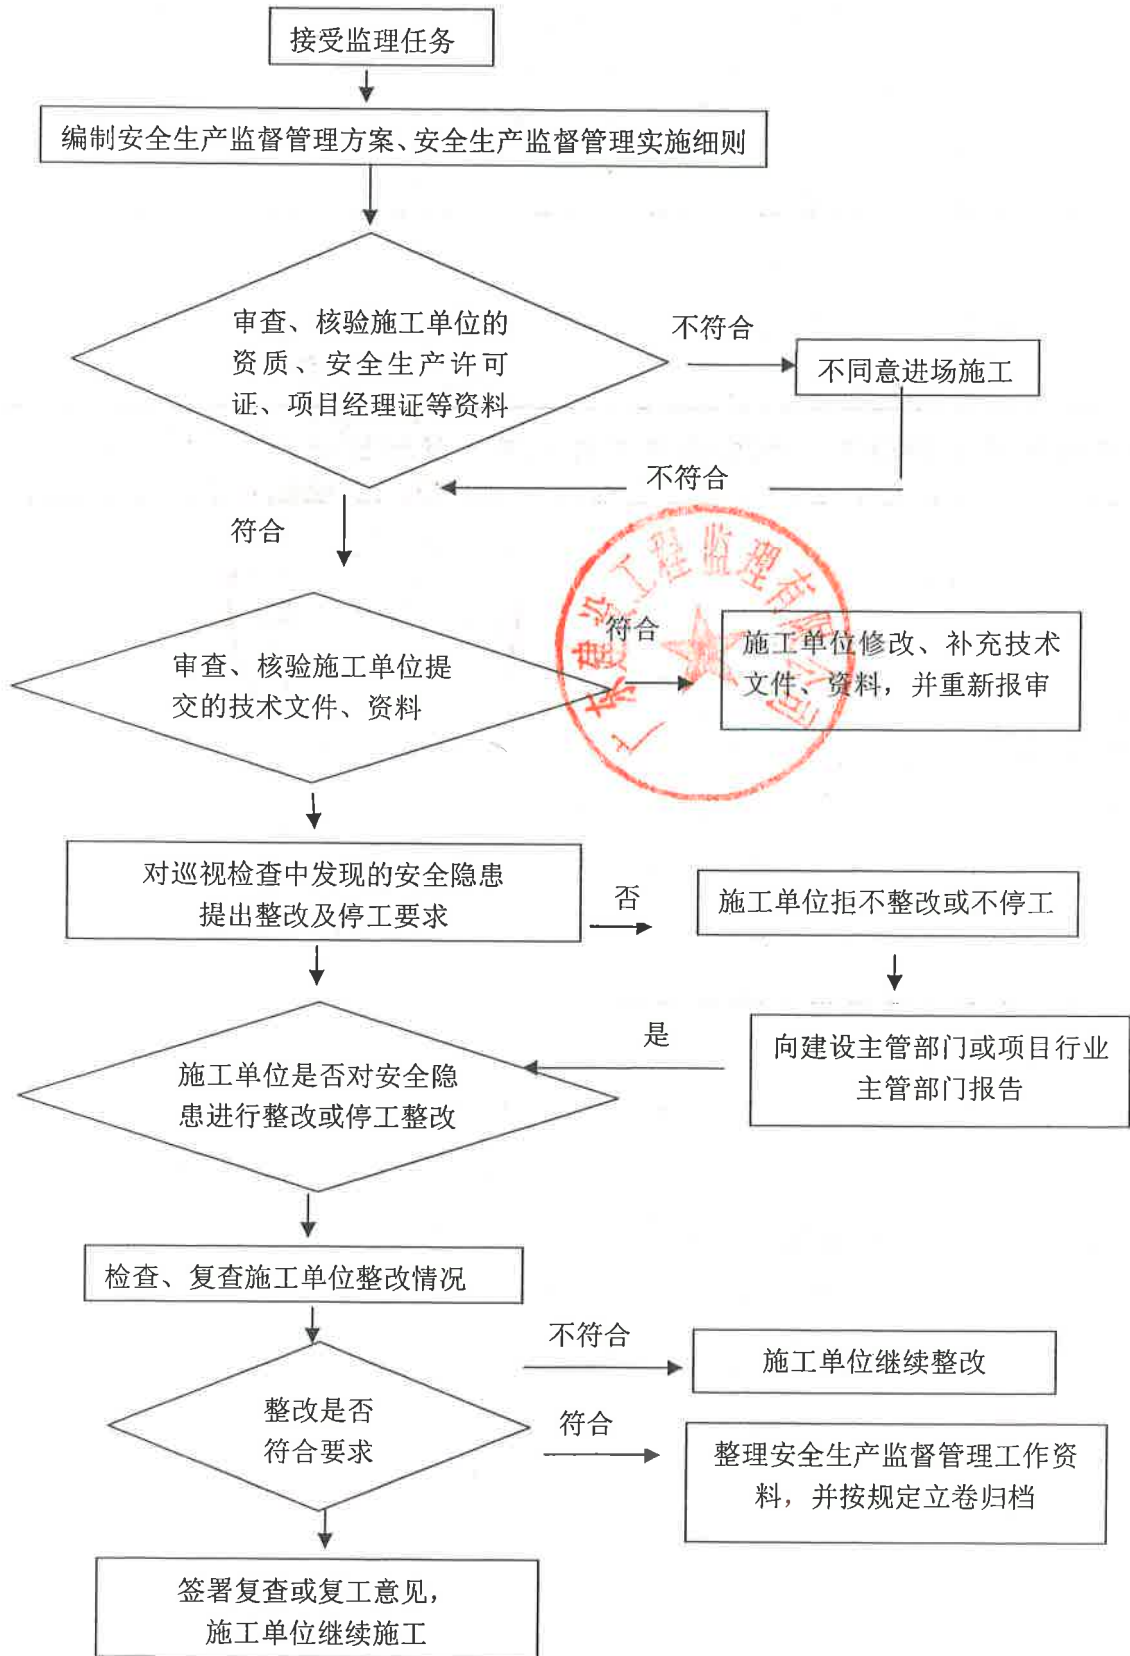 接受监理任务
编制安全生产监督管理方案、安全生产监督管理实施细则
审查、核验施工单位的
资质、安全生产许可
证、项目经理证等资料
不符合
不同意进场施工
不符合
符合
广东建设工程监理有限公司
审查、核验施工单位提
交的技术文件、资料
符合
施工单位修改、补充技术
文件、资料，并重新报审
对巡视检查中发现的安全隐患
提出整改及停工要求
否
施工单位拒不整改或不停工
施工单位是否对安全隐
患进行整改或停工整改
是
向建设主管部门或项目行业
主管部门报告
检查、复查施工单位整改情况
整改是否
符合要求
不符合
施工单位继续整改
符合
整理安全生产监督管理工作资
料，并按规定立卷归档
签署复查或复工意见，
施工单位继续施工